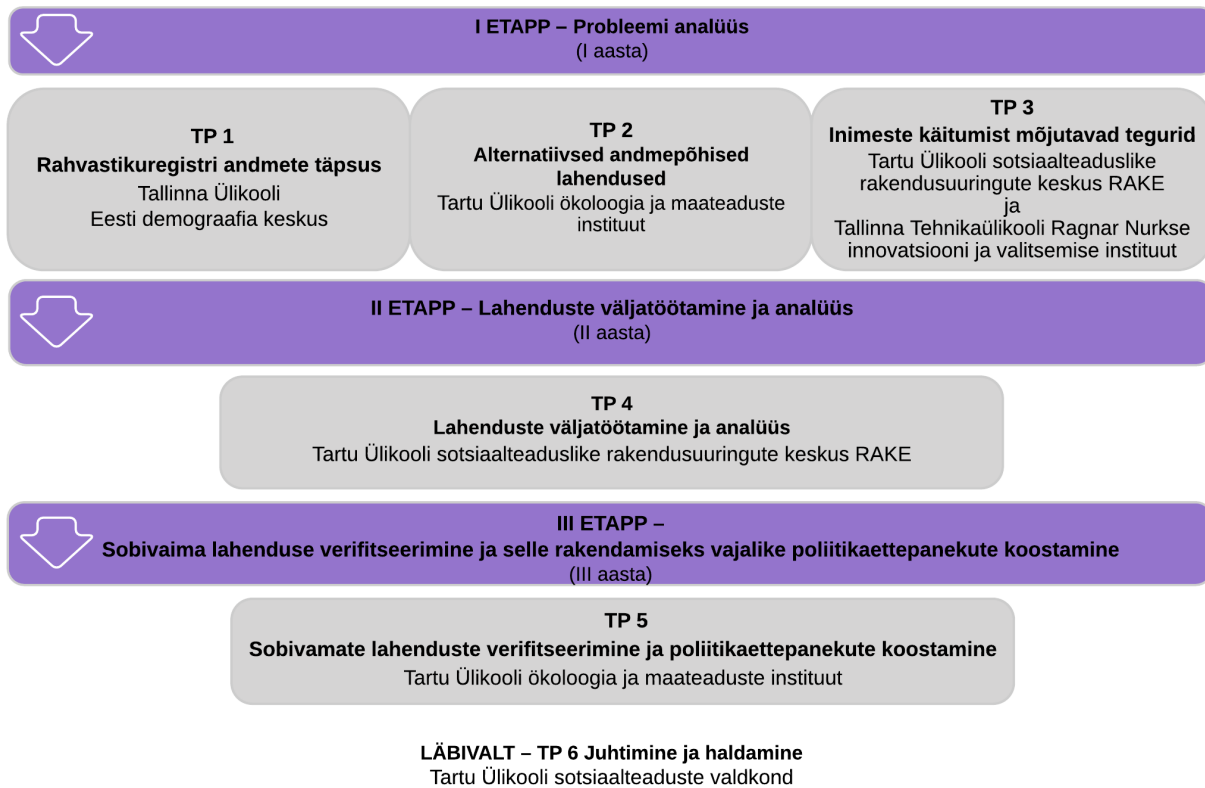 I ETAPP – Probleemi analüüs
(I aasta)
TP 1
Rahvastikuregistri andmete täpsus
Tallinna Ülikooli
Eesti demograafia keskus
TP 2
Alternatiivsed andmepõhised
lahendused
Tartu Ülikooli ökoloogia ja maateaduste
instituut
TP 3
Inimeste käitumist mõjutavad tegurid
Tartu Ülikooli sotsiaalteaduslike
rakendusuuringute keskus RAKE
ja
Tallinna Tehnikaülikooli Ragnar Nurkse
innovatsiooni ja valitsemise instituut
II ETAPP – Lahenduste väljatöötamine ja analüüs
(II aasta)
TP 4
Lahenduste väljatöötamine ja analüüs
Tartu Ülikooli sotsiaalteaduslike rakendusuuringute keskus RAKE
III ETAPP –
Sobivaima lahenduse verifitseerimine ja selle rakendamiseks vajalike poliitikaettepanekute koostamine
(III aasta)
TP 5
Sobivamate lahenduste verifitseerimine ja poliitikaettepanekute koostamine
Tartu Ülikooli ökoloogia ja maateaduste instituut
LÄBIVALT – TP 6 Juhtimine ja haldamine
Tartu Ülikooli sotsiaalteaduste valdkond